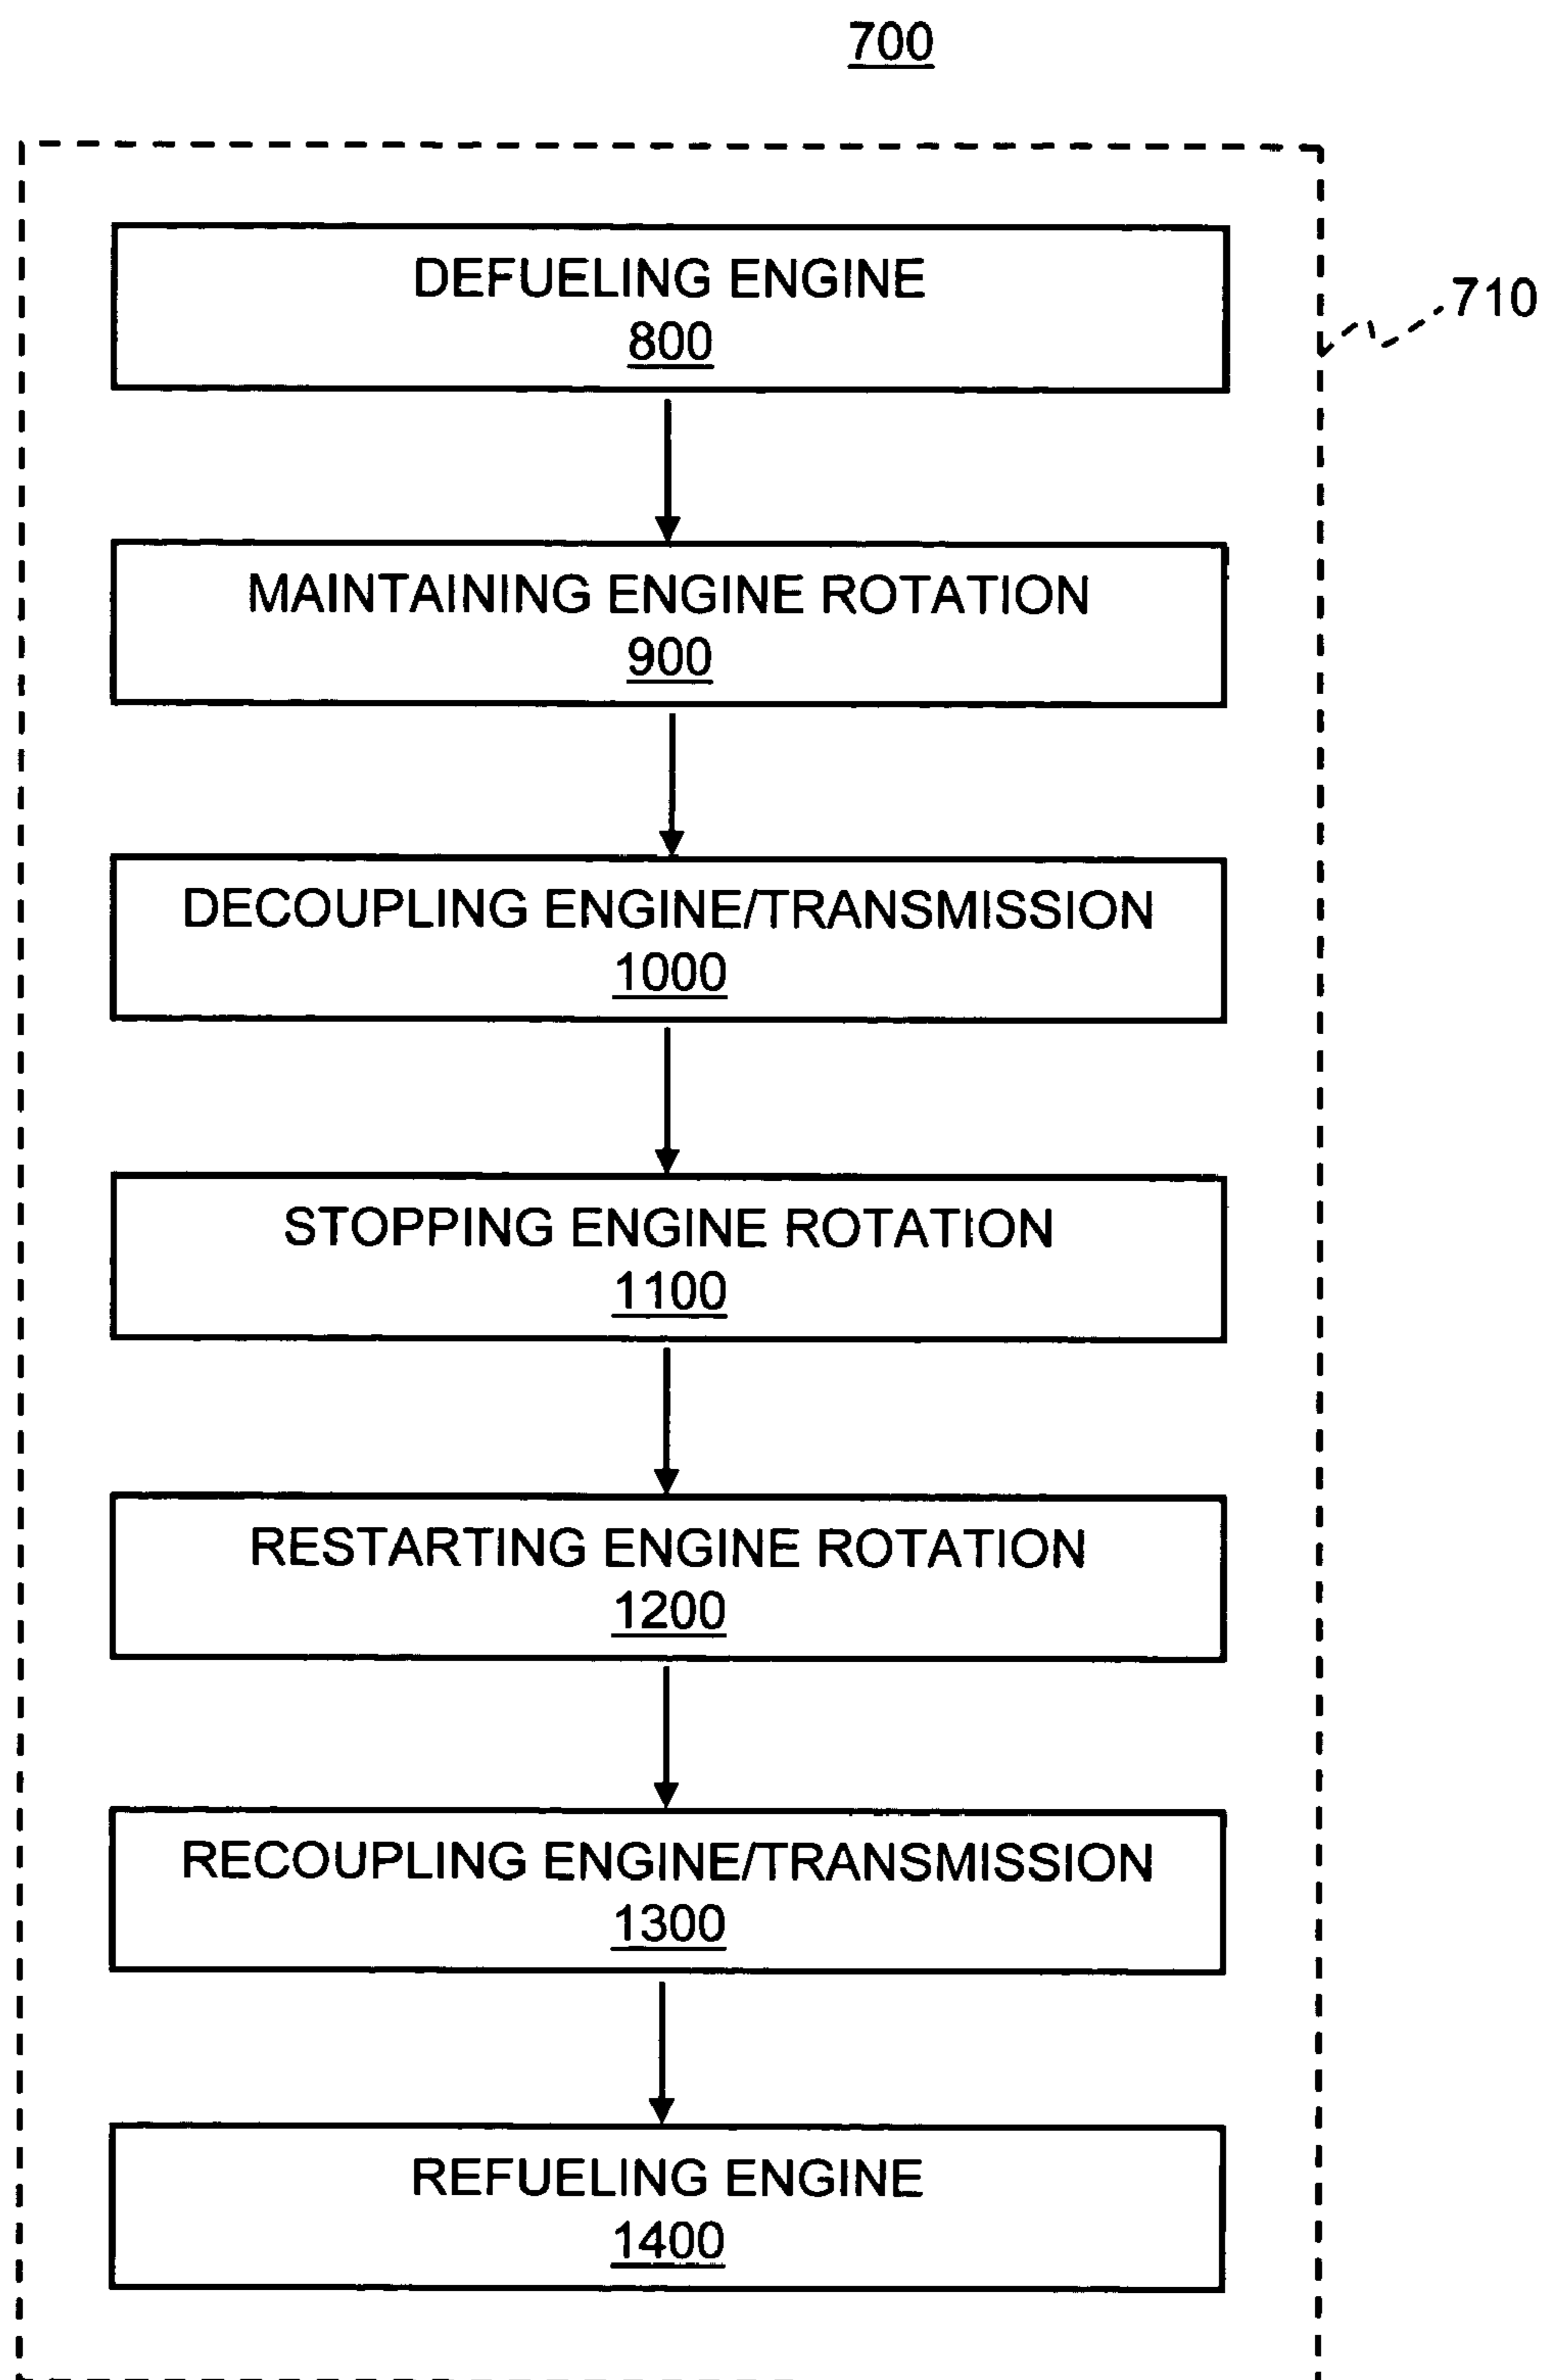 700
DEFUELING ENGINE
800
710
MAINTAINING ENGINE ROTATION
900
DECOUPLING ENGINE/TRANSMISSION
1000
STOPPING ENGINE ROTATION
1100
RESTARTING ENGINE ROTATION
1200
RECOUPLING ENGINE/TRANSMISSION
1300
REFUELING ENGINE
1400